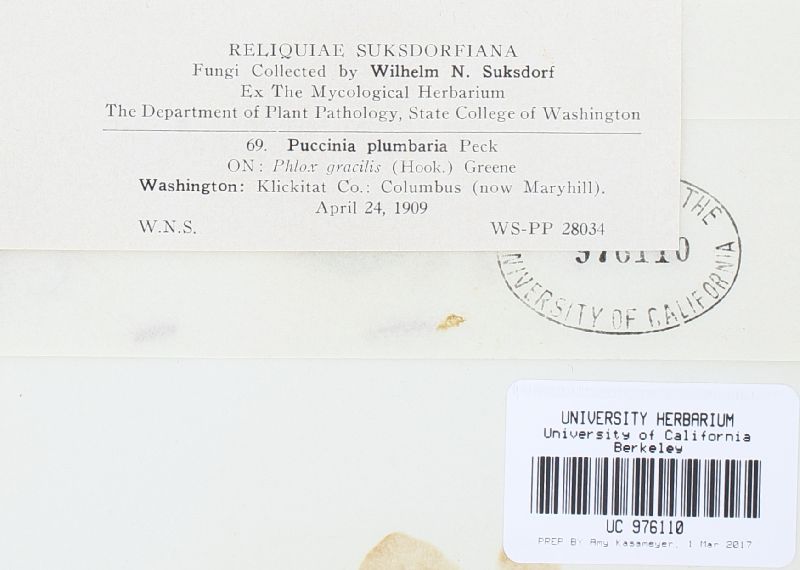 RELIQUIAE SUKSDORFIANA
Fungi Collected by Wilhelm N. Suksdorf
Ex The Mycological Herbarium
The Department of Plant Pathology, State College of Washington
69. Puccinia plumbaria Peck
ON: Phlox gracilis (Hook.) Greene
Washington: Klickitat Co.: Columbus (now Maryhill).
April 24, 1909
W.N.S. WS-PP 28034
THE
976110
UNIVERSITY OF CALIFORNIA
UNIVERSITY HERBARIUM
University of California
Berkeley
UC 976110
PREP BY Amy Kasameyer, 1 Mar 2017